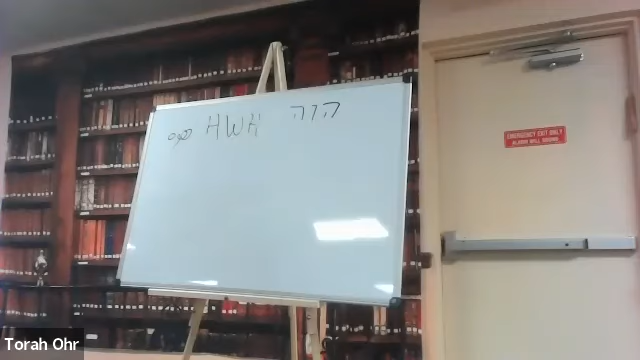 הוה HWH
EMERGENCY EXIT ONLY
ALARM WILL SOUND
Torah Ohr